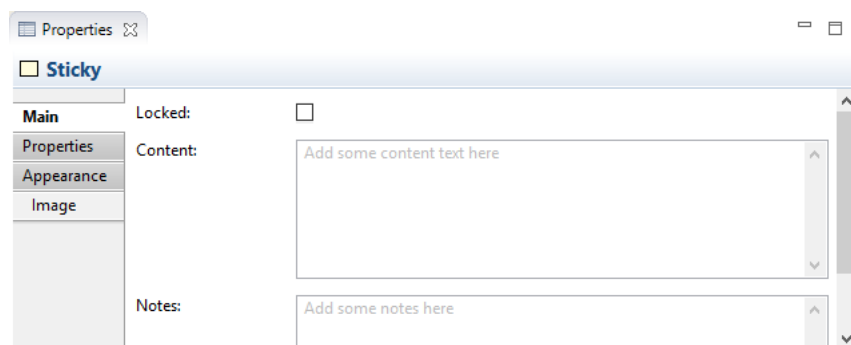 Properties
Sticky
Main
Properties
Appearance
Image
Locked:
Content:
Add some content text here
Notes:
Add some notes here